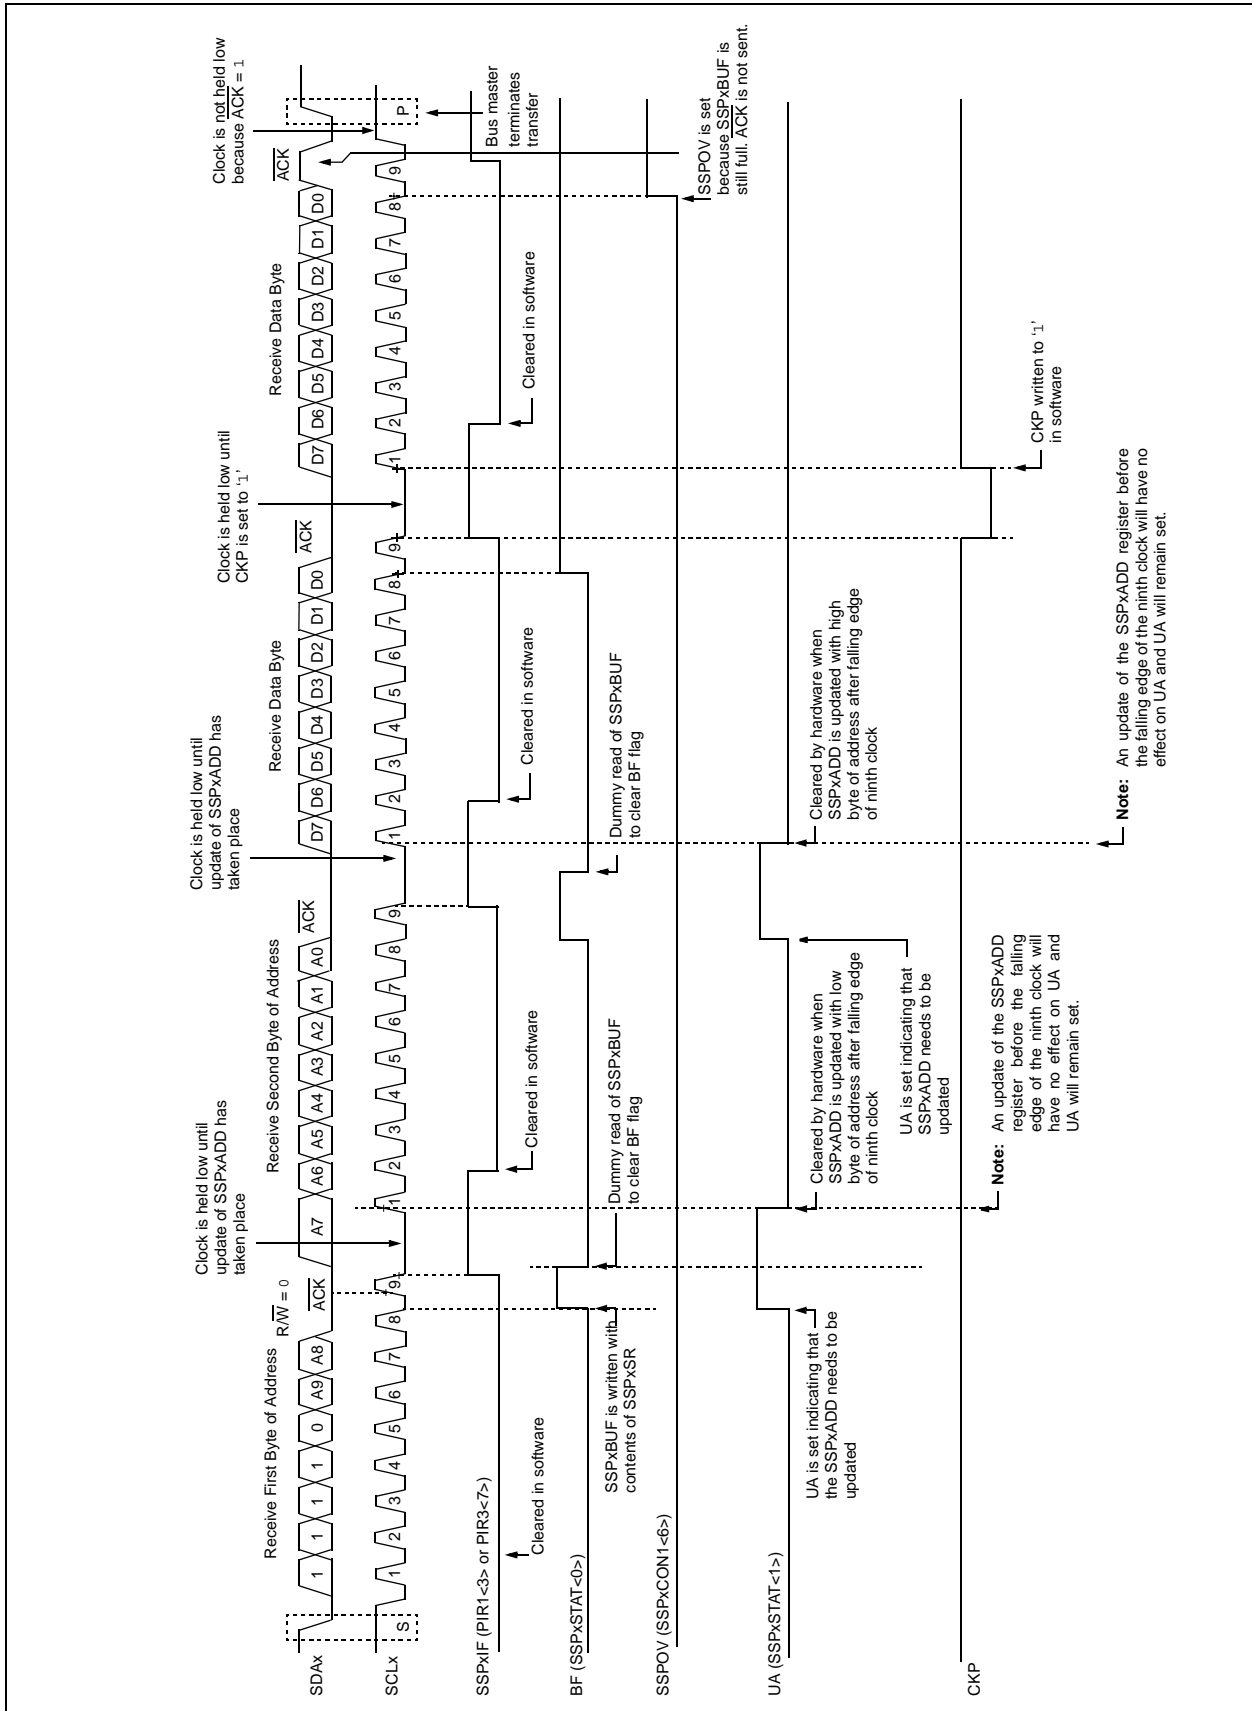 Receive First Byte of Address
R/W = 0
ACK
Clock is held low until
update of SSPxADD has
taken place
Receive Second Byte of Address
ACK
Clock is held low until
update of SSPxADD has
taken place
Receive Data Byte
ACK
Clock is held low until
CKP is set to ‘1’
Receive Data Byte
ACK
Clock is not held low
because ACK = 1
SDAx
1 1 1 1 0 A9 A8
A7 A6 A5 A4 A3 A2 A1 A0
D7 D6 D5 D4 D3 D2 D1 D0
D7 D6 D5 D4 D3 D2 D1 D0
SCLx
S
1 2 3 4 5 6 7 8 9
1 2 3 4 5 6 7 8 9
1 2 3 4 5 6 7 8 9
1 2 3 4 5 6 7 8 9
P
Bus master
terminates
transfer
SSPxIF (PIR1<3> or PIR3<7>)
Cleared in software
Cleared in software
Cleared in software
Cleared in software
BF (SSPxSTAT<0>)
SSPxBUF is written with
contents of SSPxSR
Dummy read of SSPxBUF
to clear BF flag
Dummy read of SSPxBUF
to clear BF flag
SSPOV (SSPxCON1<6>)
SSPOV is set
because SSPxBUF is
still full. ACK is not sent.
UA (SSPxSTAT<1>)
UA is set indicating that
the SSPxADD needs to be
updated
Cleared by hardware when
SSPxADD is updated with low
byte of address after falling edge
of ninth clock
UA is set indicating that
SSPxADD needs to be
updated
Cleared by hardware when
SSPxADD is updated with high
byte of address after falling edge
of ninth clock
CKP
CKP written to ‘1’
in software
Note: An update of the SSPxADD
register before the falling
edge of the ninth clock will
have no effect on UA and
UA will remain set.
Note: An update of the SSPxADD register before
the falling edge of the ninth clock will have no
effect on UA and UA will remain set.